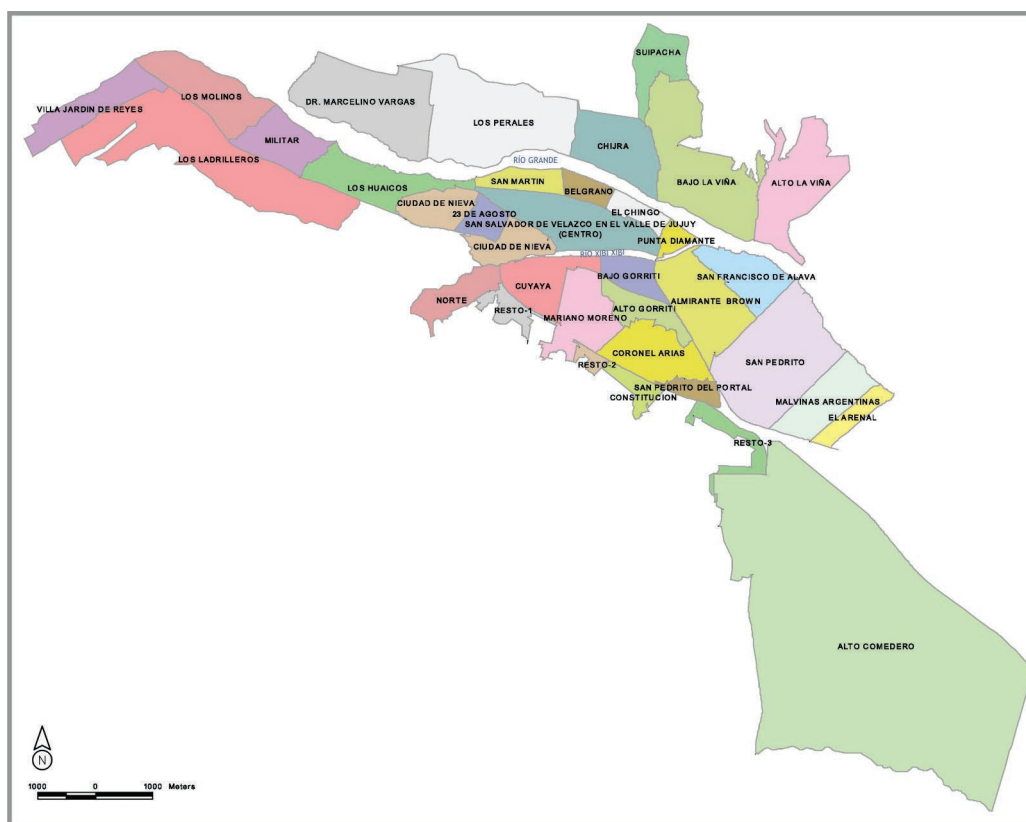 SUIPACHA
LOS MOLINOS
DR. MARCELINO VARGAS
VILLA JARDIN DE REYES
LOS PERALES
MILITAR
CHIJRA
LOS LADRILLEROS
RÍO GRANDE
BAJO LA VIÑA
ALTO LA VIÑA
SAN MARTIN
LOS HUAICOS
BELGRANO
CIUDAD DE NIEVA
23 DE AGOSTO
EL CHINGO
SAN SALVADOR DE VELAZCO EN EL VALLE DE JUJUY
(CENTRO)
PUNTA DIAMANTE
CIUDAD DE NIEVA
RÍO XIBI XIBI
BAJO GORRITI
SAN FRANCISCO DE ALAVA
CUYAYA
NORTE
ALMIRANTE BROWN
RESTO-1
ALTO GORRITI
MARIANO MORENO
CORONEL ARIAS
SAN PEDRITO
RESTO-2
SAN PEDRITO DEL PORTAL
CONSTITUCION
MALVINAS ARGENTINAS
EL ARENAL
RESTO-3
ALTO COMEDERO
N
1000 0 1000 Meters